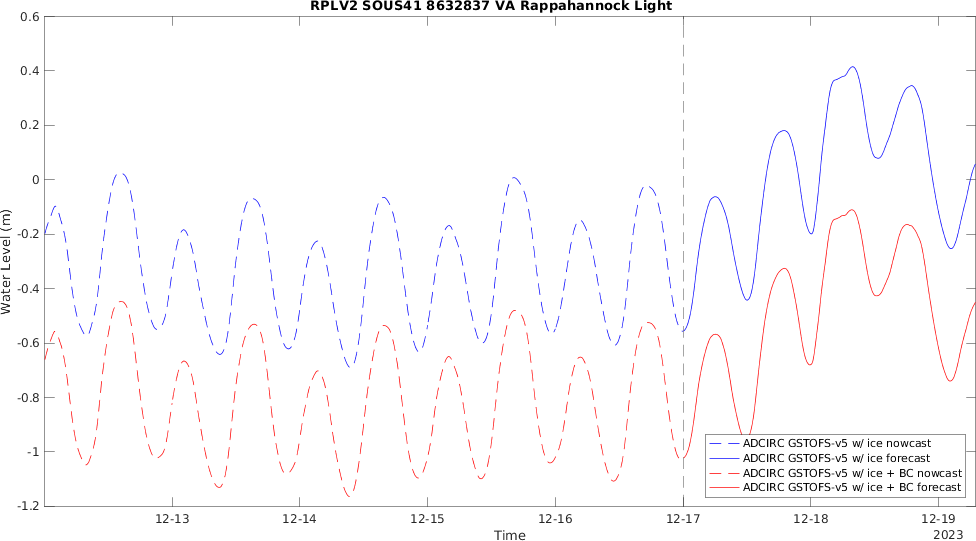 RPLV2 SOUS41 8632837 VA Rappahannock Light
0.6
0.4
0.2
0
-0.2
-0.4
-0.6
-0.8
-1
-1.2
Water Level (m)
12-13
12-14
12-15
12-16
12-17
12-18
12-19
Time
2023
ADCIRC GSTOFS-v5 w/ ice nowcast
ADCIRC GSTOFS-v5 w/ ice forecast
ADCIRC GSTOFS-v5 w/ ice + BC nowcast
ADCIRC GSTOFS-v5 w/ ice + BC forecast